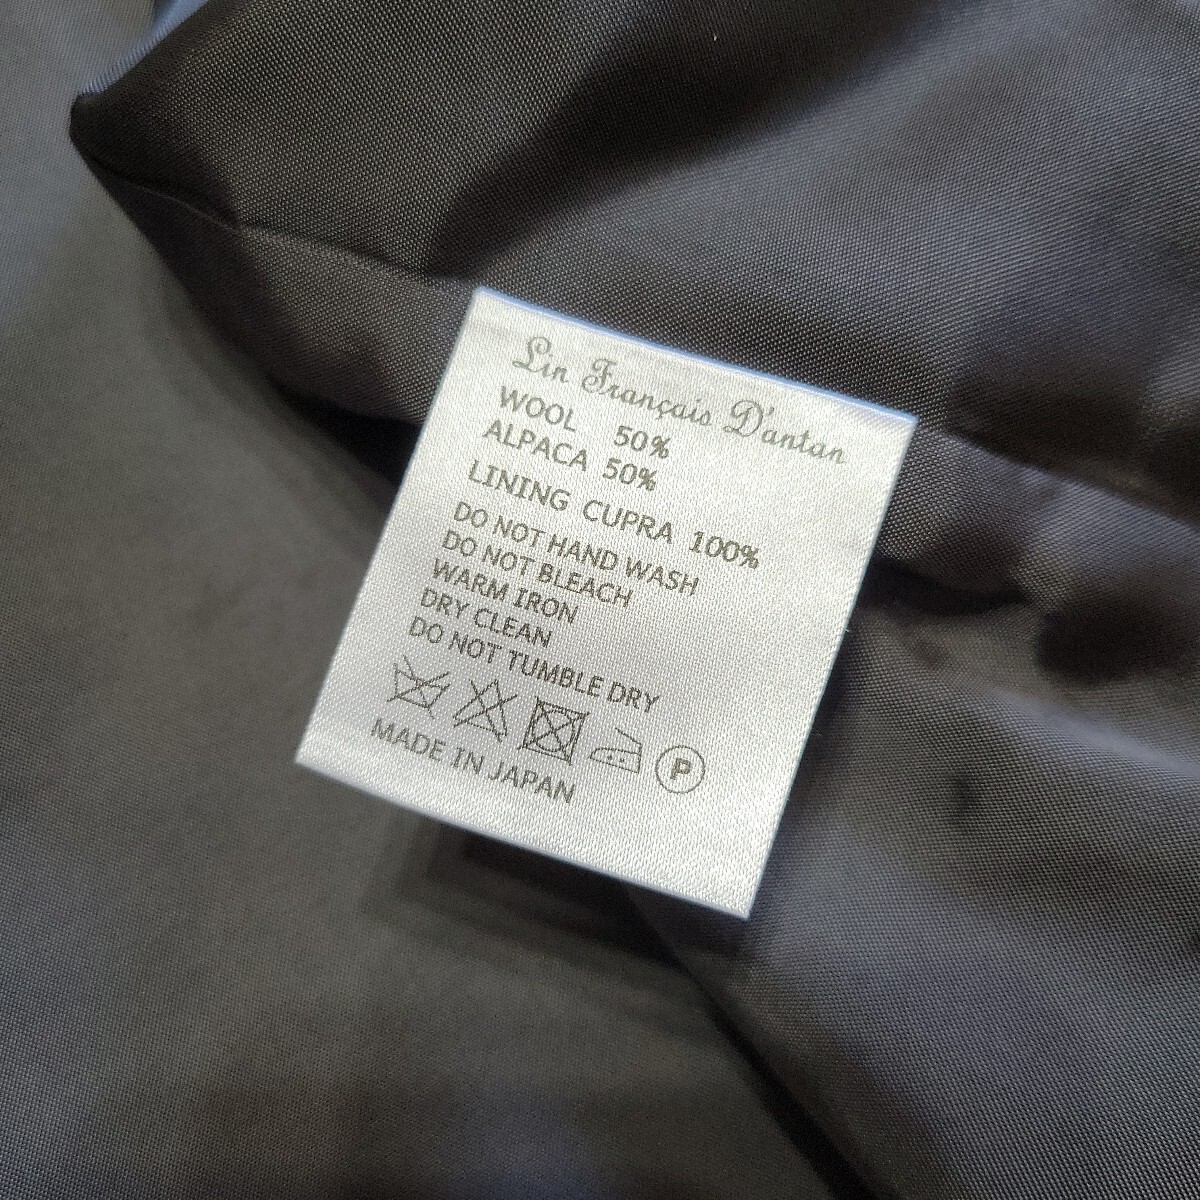 Lin Français D'antan
WOOL 50%
ALPACA 50%
LINING CUPRA 100%
DO NOT HAND WASH
DO NOT BLEACH
WARM IRON
DRY CLEAN
DO NOT TUMBLE DRY
P
MADE IN JAPAN